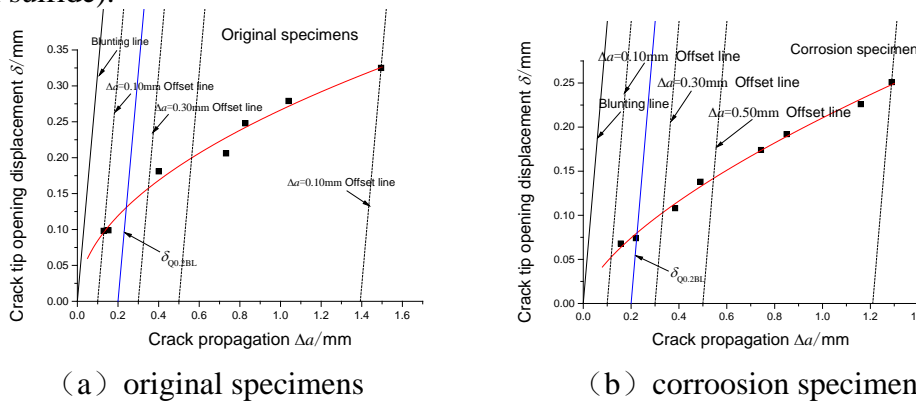 sulfide).
Original specimens
Blunting line
Δa=0.10mm Offset line
Δa=0.30mm Offset line
Δa=0.10mm Offset line
δQ0.2BL
Crack tip opening displacement δ/mm
0.35
0.30
0.25
0.20
0.15
0.10
0.05
0.00
0.0 0.2 0.4 0.6 0.8 1.0 1.2 1.4 1.6
Crack propagation Δa/mm
(a) original specimens
Corrosion specimen
Δa=0.10mm Offset line
Δa=0.30mm Offset line
Blunting line
Δa=0.50mm Offset line
δQ0.2BL
Crack tip opening displacement δ/mm
0.25
0.20
0.15
0.10
0.05
0.00
0.0 0.2 0.4 0.6 0.8 1.0 1.2
Crack propagation Δa/mm
(b) corroosion specimen